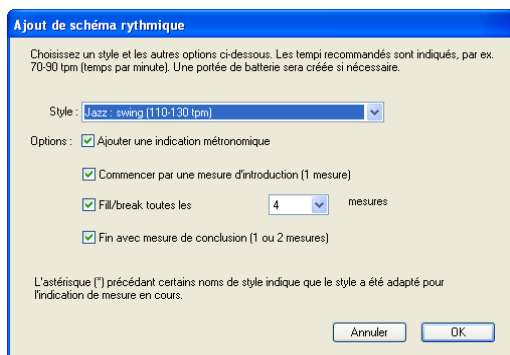 Ajout de schéma rythmique
Choisissez un style et les autres options ci-dessous. Les tempi recommandés sont indiqués, par ex.
70-90 tpm (temps par minute). Une portée de batterie sera créée si nécessaire.
Style : Jazz : swing (110-130 tpm)
Options : Ajouter une indication métronomique
Commencer par une mesure d'introduction (1 mesure)
Fill/break toutes les 4 mesures
Fin avec mesure de conclusion (1 ou 2 mesures)
L'astérisque (*) précédant certains noms de style indique que le style a été adapté pour
l'indication de mesure en cours.
Annuler OK